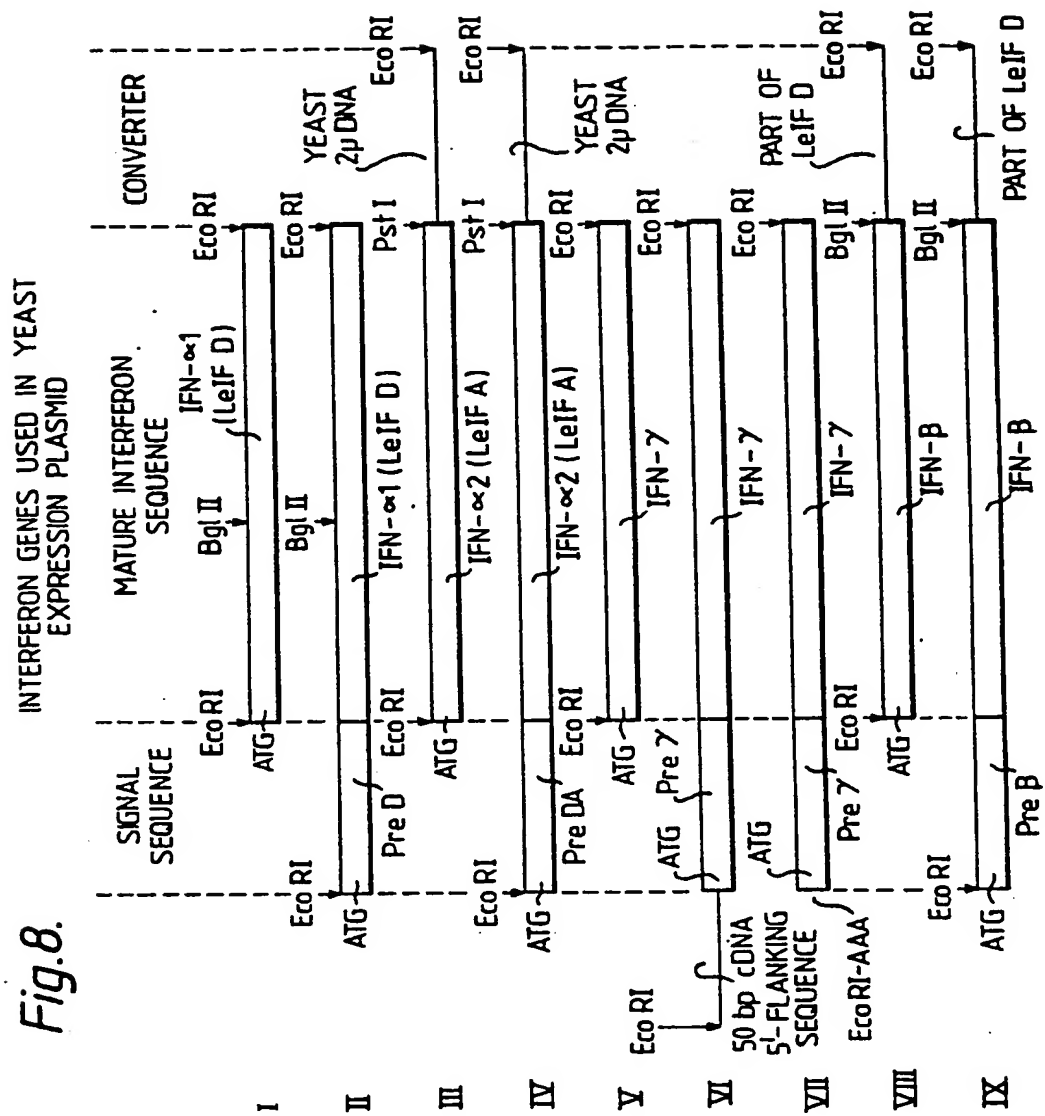 Fig.8.
INTERFERON GENES USED IN YEAST
EXPRESSION PLASMID
SIGNAL
SEQUENCE
MATURE INTERFERON
SEQUENCE
CONVERTER
I
EcoRI
ATG
Bgl II
IFN-α1
(LeIF D)
EcoRI
II
EcoRI
ATG
Pre D
Bgl II
IFN-α1 (LeIF D)
EcoRI
III
EcoRI
ATG
IFN-α2 (LeIF A)
Pst I
YEAST
2μ DNA
EcoRI
IV
EcoRI
ATG
Pre DA
IFN-α2 (LeIF A)
Pst I
YEAST
2μ DNA
EcoRI
V
EcoRI
ATG
IFN-γ
EcoRI
VI
EcoRI
50 bp cDNA
5'-FLANKING
SEQUENCE
ATG
Pre γ
IFN-γ
EcoRI
VII
EcoRI-AAA
ATG
Pre γ
IFN-γ
EcoRI
VIII
EcoRI
ATG
IFN-β
Bgl II
PART OF
LeIF D
EcoRI
IX
EcoRI
ATG
Pre β
IFN-β
Bgl II
PART OF LeIF D
EcoRI